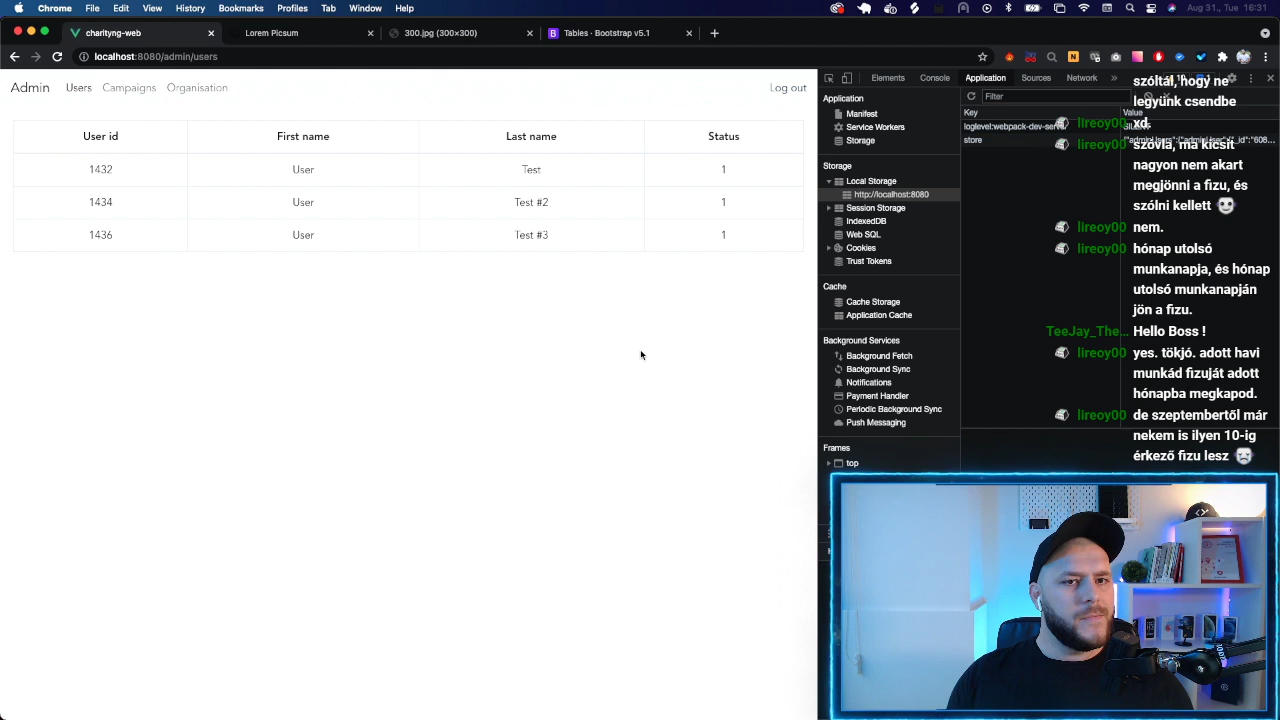 Chrome File Edit View History Bookmarks Profiles Tab Window Help Aug 31., Tue 16:31
charityng-web Lorem Picsum 300.jpg (300×300) Tables · Bootstrap v5.1
localhost:8080/admin/users
Admin Users Campaigns Organisation Log out
User id First name Last name Status
1432 User Test 1
1434 User Test #2 1
1436 User Test #3 1
Elements Console Application Sources Network
Application
Manifest
Service Workers
Storage
Storage
Local Storage
http://localhost:8080
Session Storage
IndexedDB
Web SQL
Cookies
Trust Tokens
Cache
Cache Storage
Application Cache
Background Services
Background Fetch
Background Sync
Notifications
Payment Handler
Periodic Background Sync
Push Messaging
Frames
top
Filter
Key Value
loglevel:webpack-dev-serv
store
szóltál, hogy ne
legyünk csendbe
lireoy00 xd
lireoy00 szóvla, ma kicsit
nagyon nem akart
megjönni a fizu, és
szólni kellett
lireoy00 nem.
lireoy00 hónap utolsó
munkanapja, és hónap
utolsó munkanapján
jön a fizu.
TeeJay_The... Hello Boss !
lireoy00 yes. tökjó. adott havi
munkád fizuját adott
hónapba megkapod.
lireoy00 de szeptembertől már
nekem is ilyen 10-ig
érkező fizu lesz